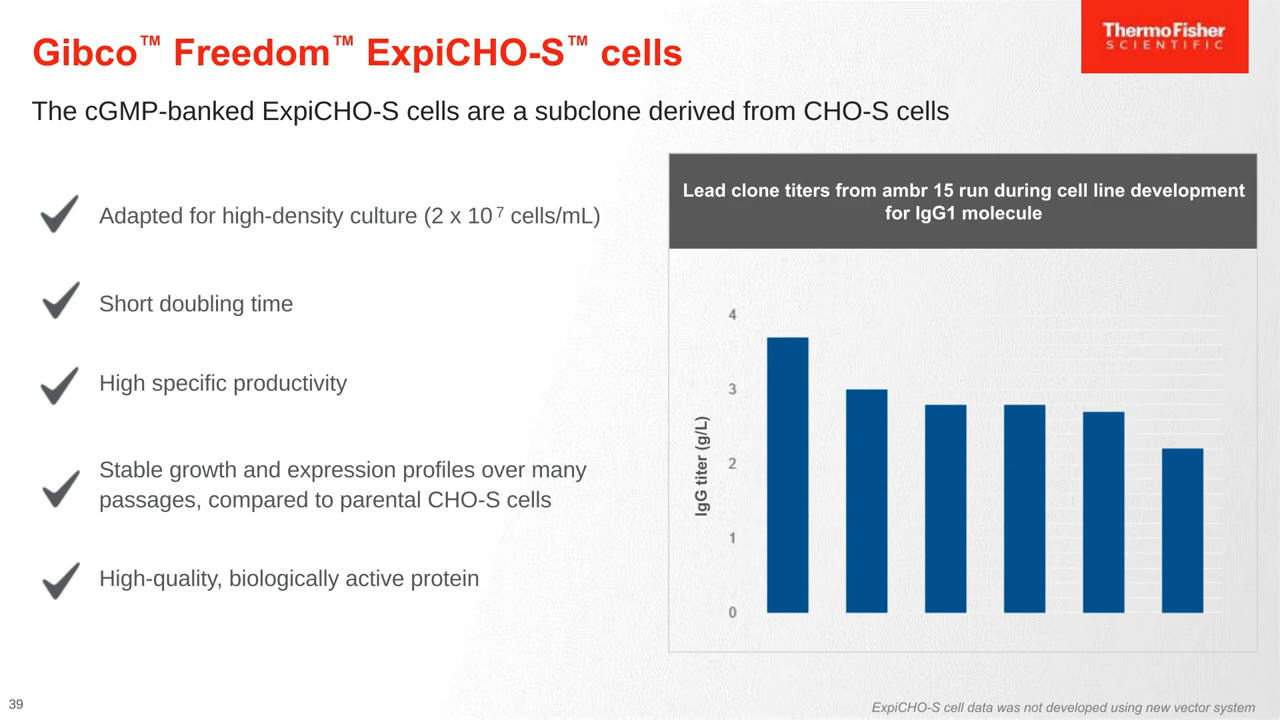 Gibco™ Freedom™ ExpiCHO-S™ cells
ThermoFisher
SCIENTIFIC
The cGMP-banked ExpiCHO-S cells are a subclone derived from CHO-S cells
Adapted for high-density culture (2 x 10⁷ cells/mL)
Short doubling time
High specific productivity
Stable growth and expression profiles over many
passages, compared to parental CHO-S cells
High-quality, biologically active protein
Lead clone titers from ambr 15 run during cell line development
for IgG1 molecule
IgG titer (g/L)
4
3
2
1
0
39
ExpiCHO-S cell data was not developed using new vector system